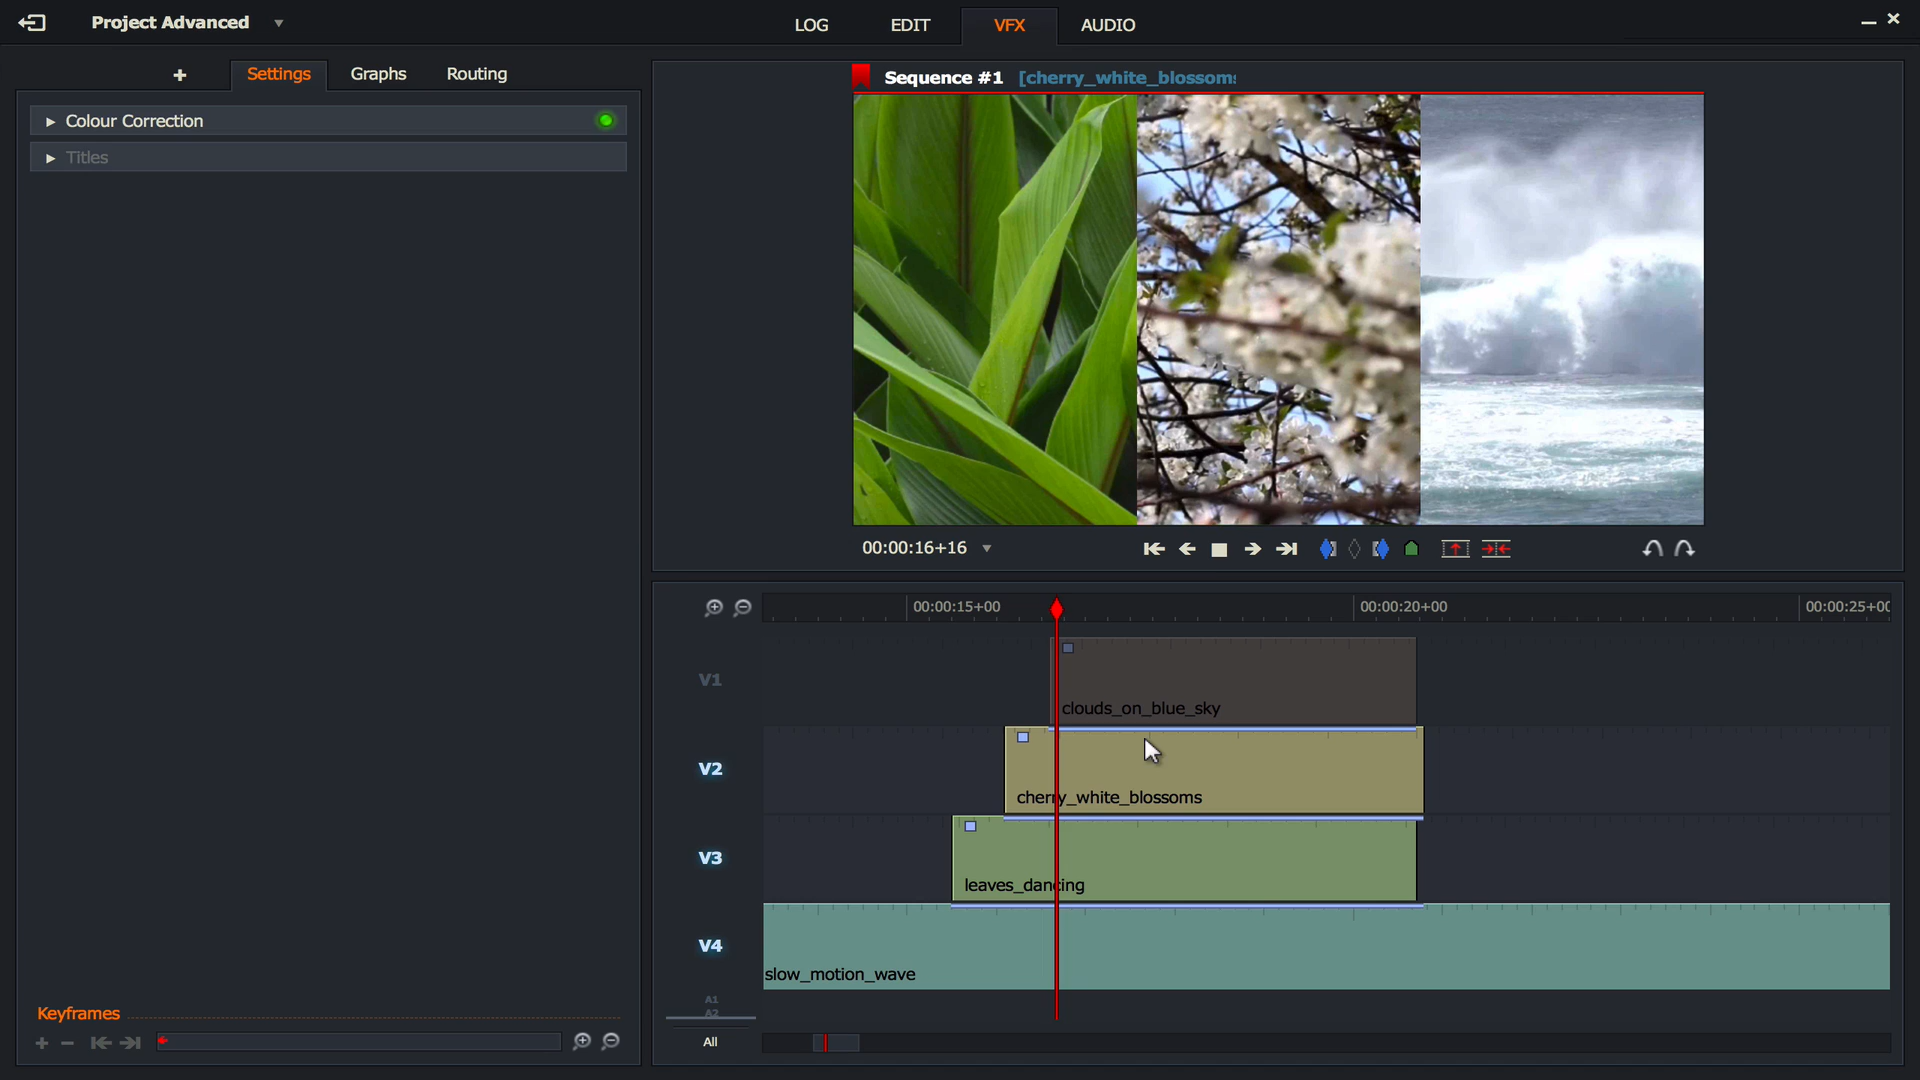 Project Advanced
LOG
EDIT
VFX
AUDIO
+
Settings
Graphs
Routing
Colour Correction
Titles
Sequence #1 [cherry_white_blossoms
00:00:16+16
00:00:15+00
00:00:20+00
00:00:25+00
V1
clouds_on_blue_sky
V2
cherry_white_blossoms
V3
leaves_dancing
V4
slow_motion_wave
A1
A2
All
Keyframes